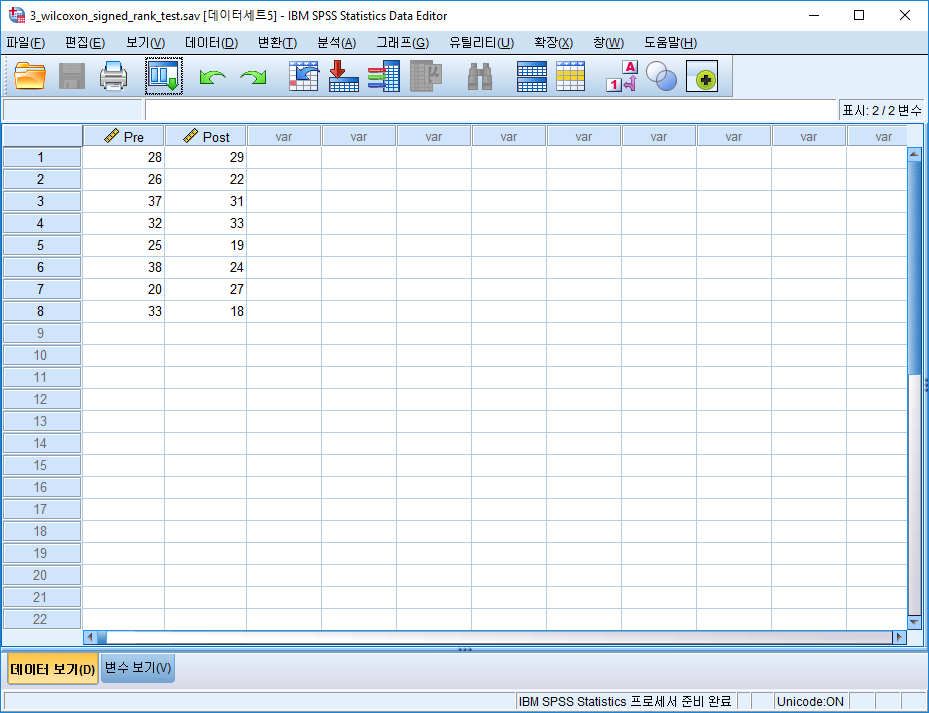 3_wilcoxon_signed_rank_test.sav [데이터세트5] - IBM SPSS Statistics Data Editor
파일(F) 편집(E) 보기(V) 데이터(D) 변환(T) 분석(A) 그래프(G) 유틸리티(U) 확장(X) 창(W) 도움말(H)
A
1
표시: 2 / 2 변수
Pre Post var var var var var var var var var
1 28 29
2 26 22
3 37 31
4 32 33
5 25 19
6 38 24
7 20 27
8 33 18
9
10
11
12
13
14
15
16
17
18
19
20
21
22
데이터 보기(D) 변수 보기(V)
IBM SPSS Statistics 프로세서 준비 완료 Unicode:ON